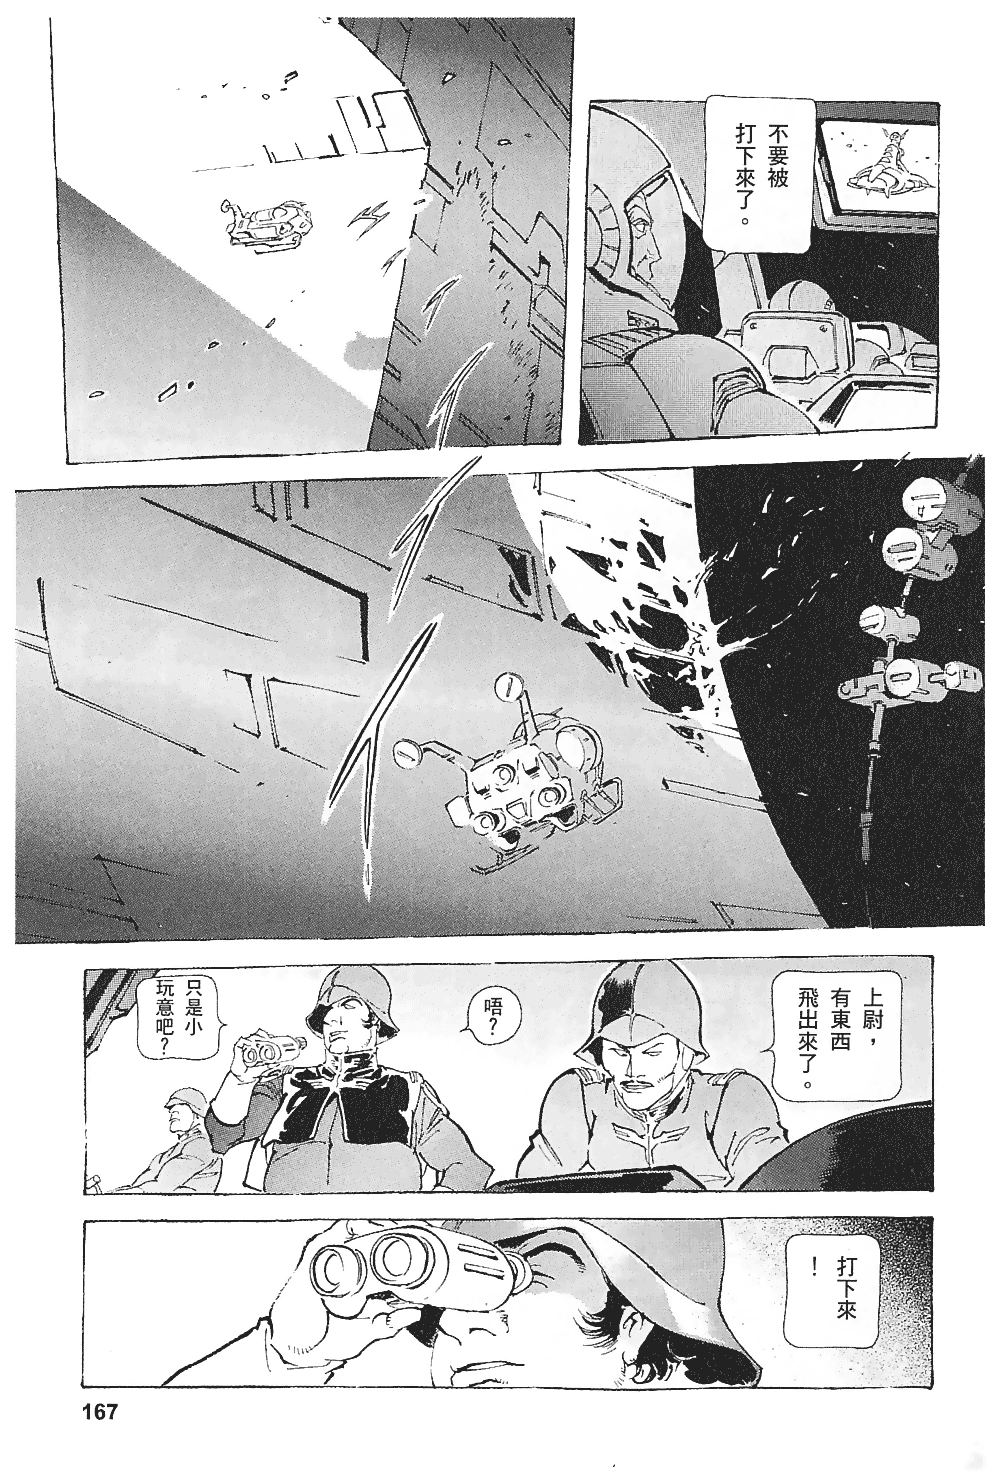 不要被
打下來了。
上尉，
有東西
飛出來了。
唔？
只是小
玩意吧？
打下來
！
167